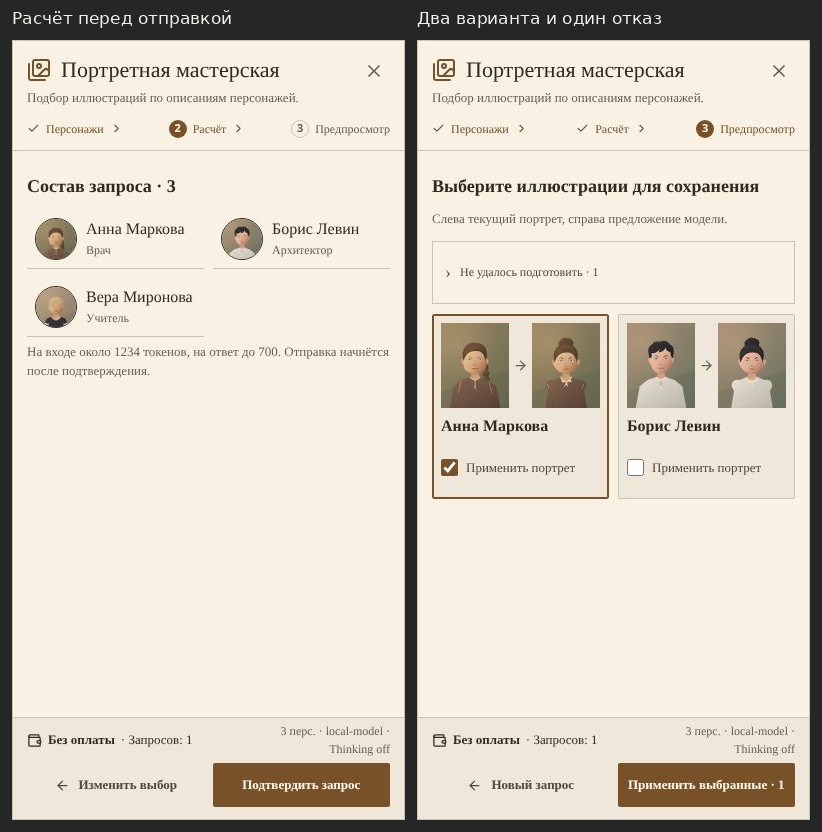 Расчёт перед отправкой
Портретная мастерская
Подбор иллюстраций по описаниям персонажей.
Персонажи
2 Расчёт
3 Предпросмотр
Состав запроса · 3
Анна Маркова
Врач
Борис Левин
Архитектор
Вера Миронова
Учитель
На входе около 1234 токенов, на ответ до 700. Отправка начнётся
после подтверждения.
Без оплаты · Запросов: 1
3 перс. · local-model ·
Thinking off
Изменить выбор
Подтвердить запрос
Два варианта и один отказ
Портретная мастерская
Подбор иллюстраций по описаниям персонажей.
Персонажи
Расчёт
3 Предпросмотр
Выберите иллюстрации для сохранения
Слева текущий портрет, справа предложение модели.
Не удалось подготовить · 1
Анна Маркова
Применить портрет
Борис Левин
Применить портрет
Без оплаты · Запросов: 1
3 перс. · local-model ·
Thinking off
Новый запрос
Применить выбранные · 1